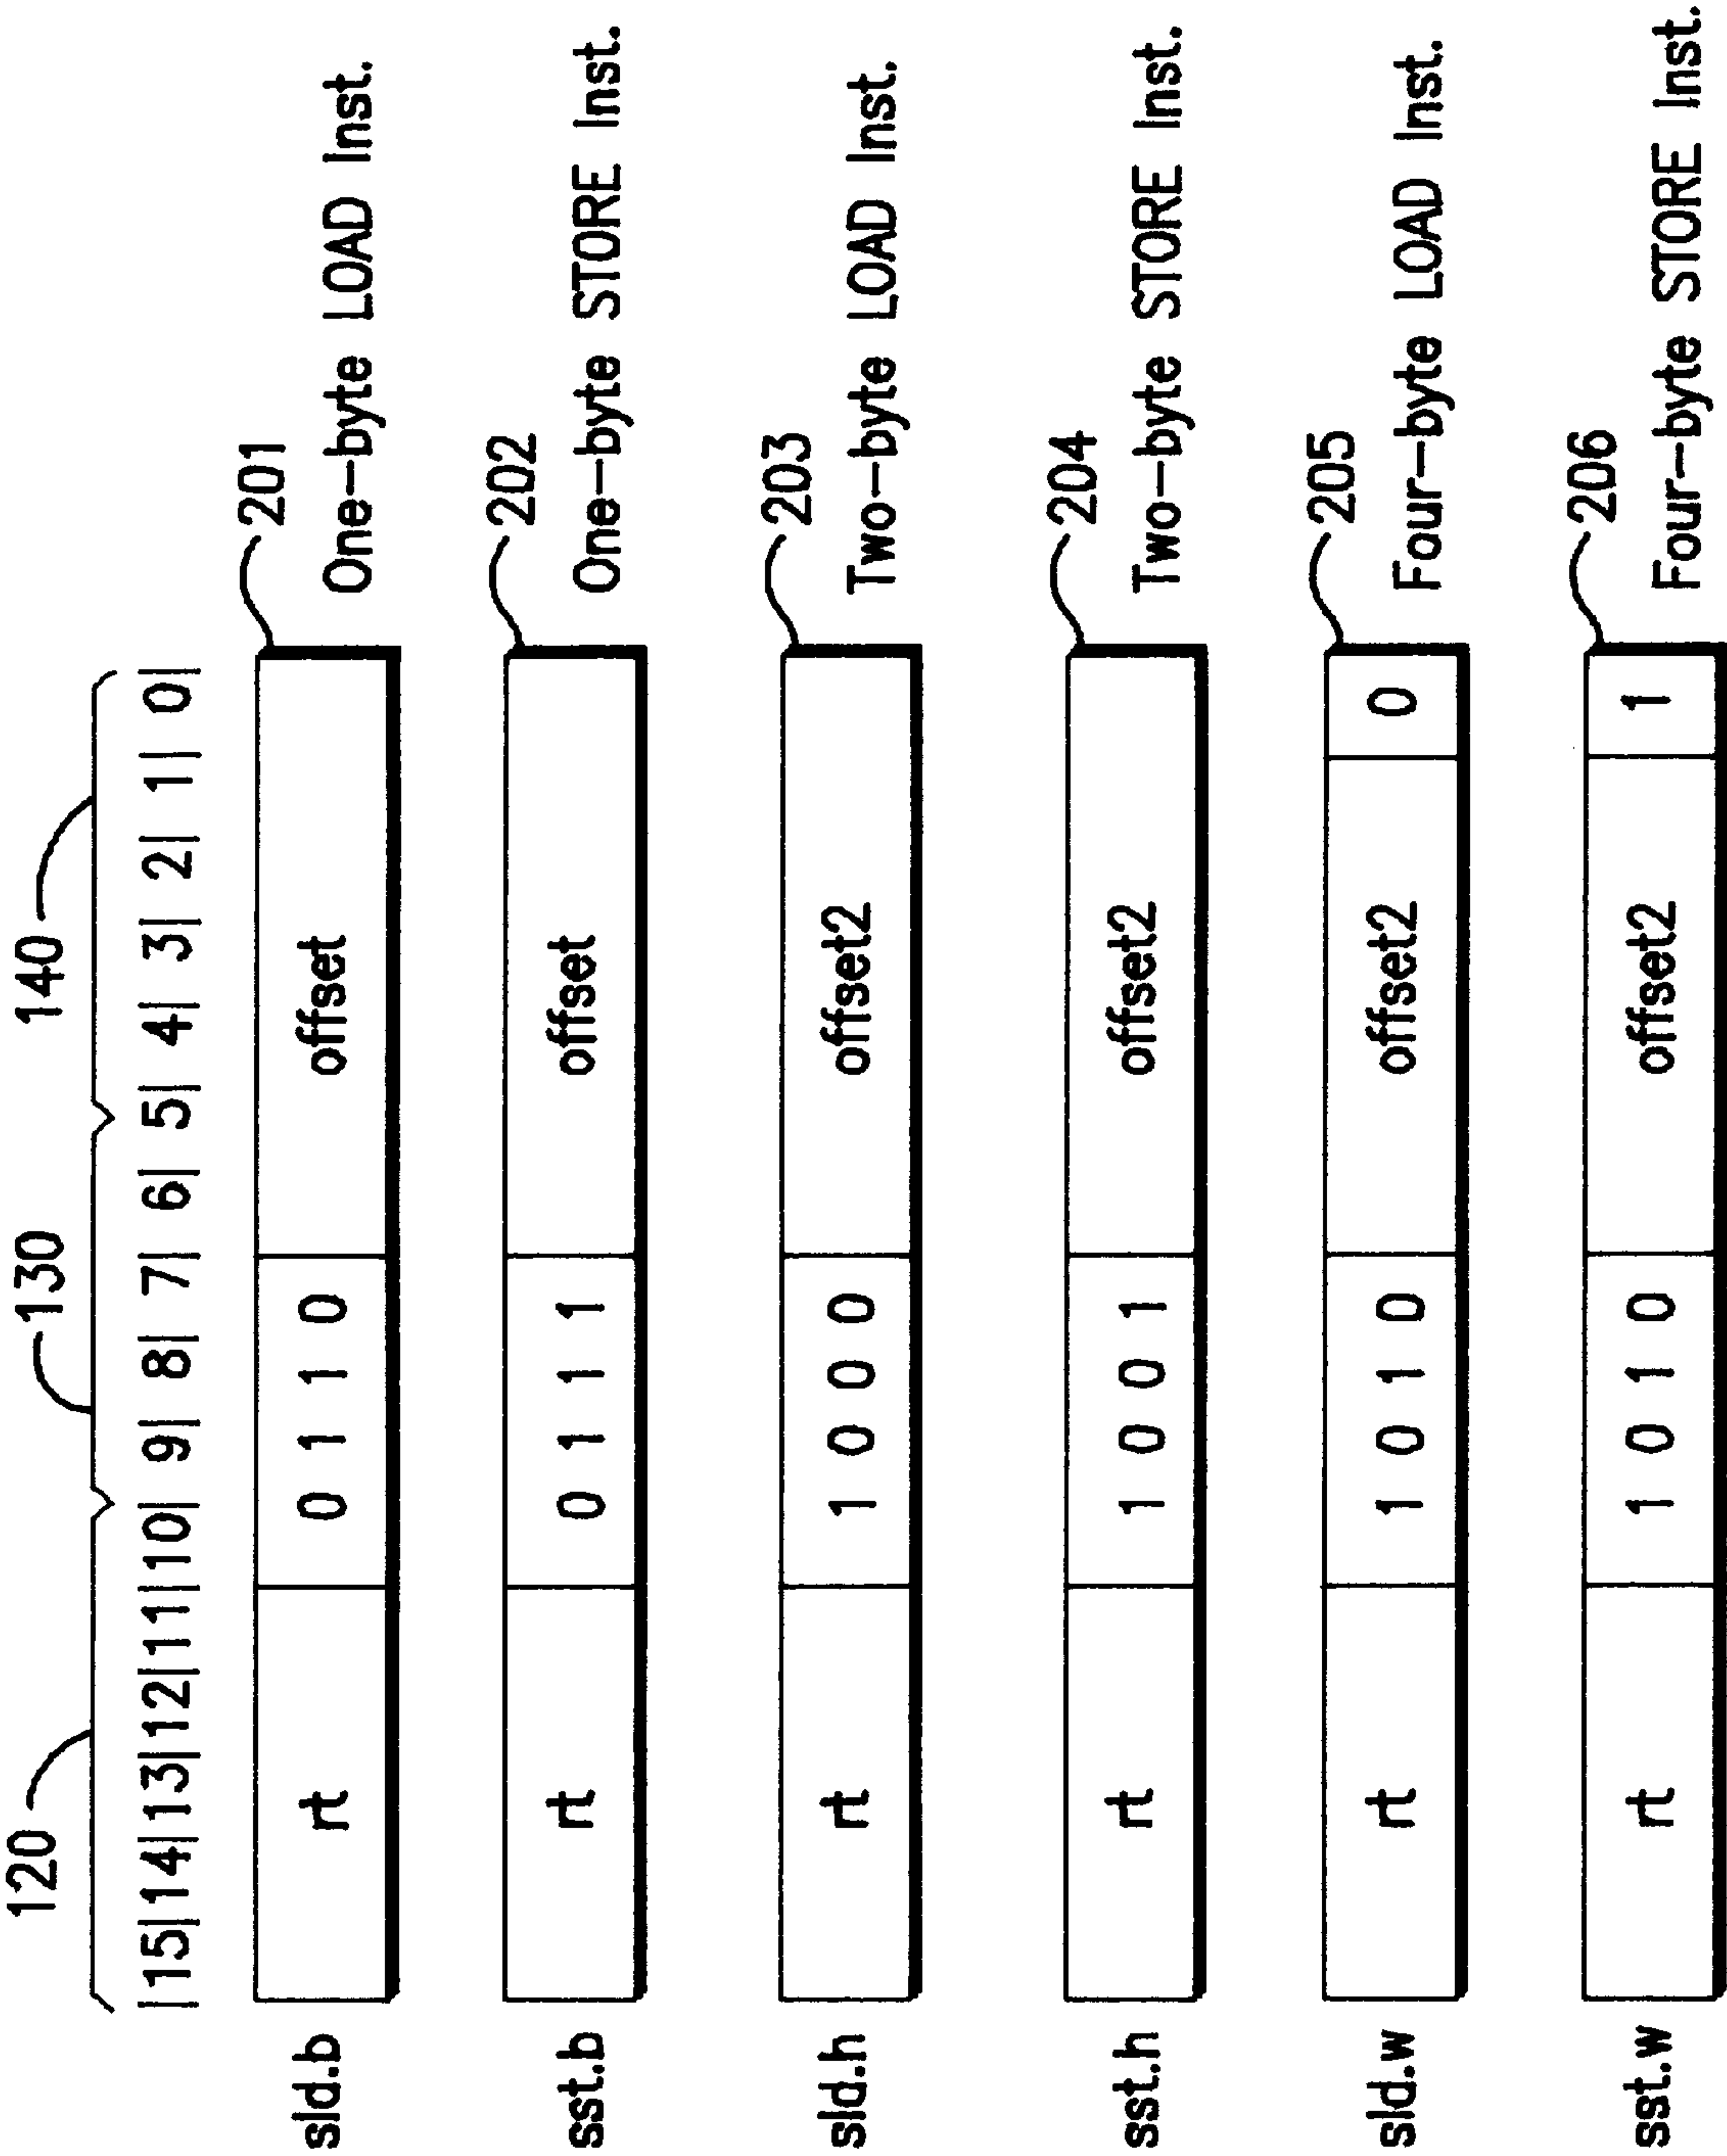 120 130 140
|15|14|13|12|11|10| 9| 8| 7| 6| 5| 4| 3| 2| 1| 0|
201
sld.b rt 0 1 1 0 offset One-byte LOAD Inst.
202
sst.b rt 0 1 1 1 offset One-byte STORE Inst.
203
sld.h rt 1 0 0 0 offset2 Two-byte LOAD Inst.
204
sst.h rt 1 0 0 1 offset2 Two-byte STORE Inst.
205
sld.w rt 1 0 1 0 offset2 0 Four-byte LOAD Inst.
206
sst.w rt 1 0 1 0 offset2 1 Four-byte STORE Inst.